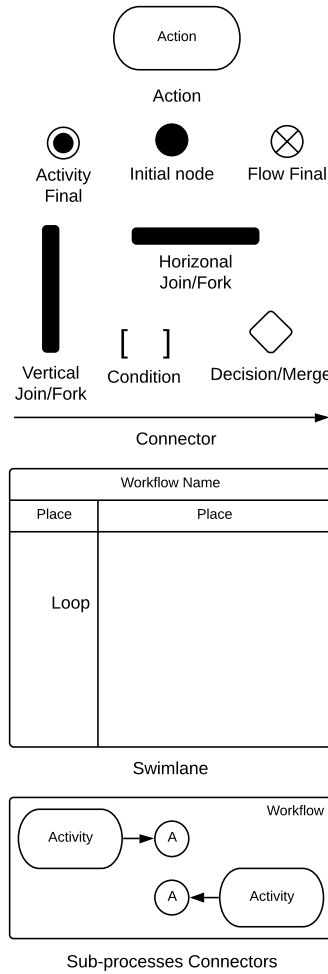 Action
Action
Activity
Final
Initial node
Flow Final
Horizonal
Join/Fork
Vertical
Join/Fork
[ ]
Condition
Decision/Merge
Connector
Workflow Name
Place
Place
Loop
Swimlane
Workflow
Activity
A
A
Activity
Sub-processes Connectors